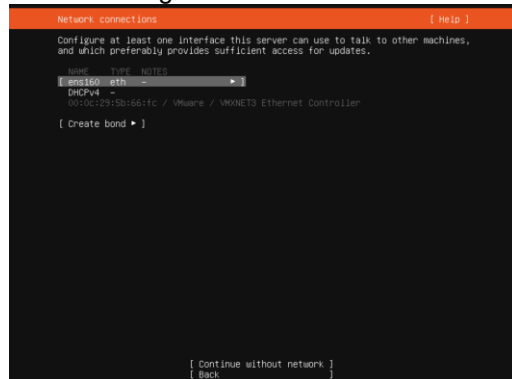 Network connections [ Help ]
Configure at least one interface this server can use to talk to other machines,
and which preferably provides sufficient access for updates.
NAME TYPE NOTES
[ ens160 eth - ▸ ]
DHCPv4 -
00:0c:29:5b:66:fc / VMware / VMXNET3 Ethernet Controller
[ Create bond ▸ ]
[ Continue without network ]
[ Back ]